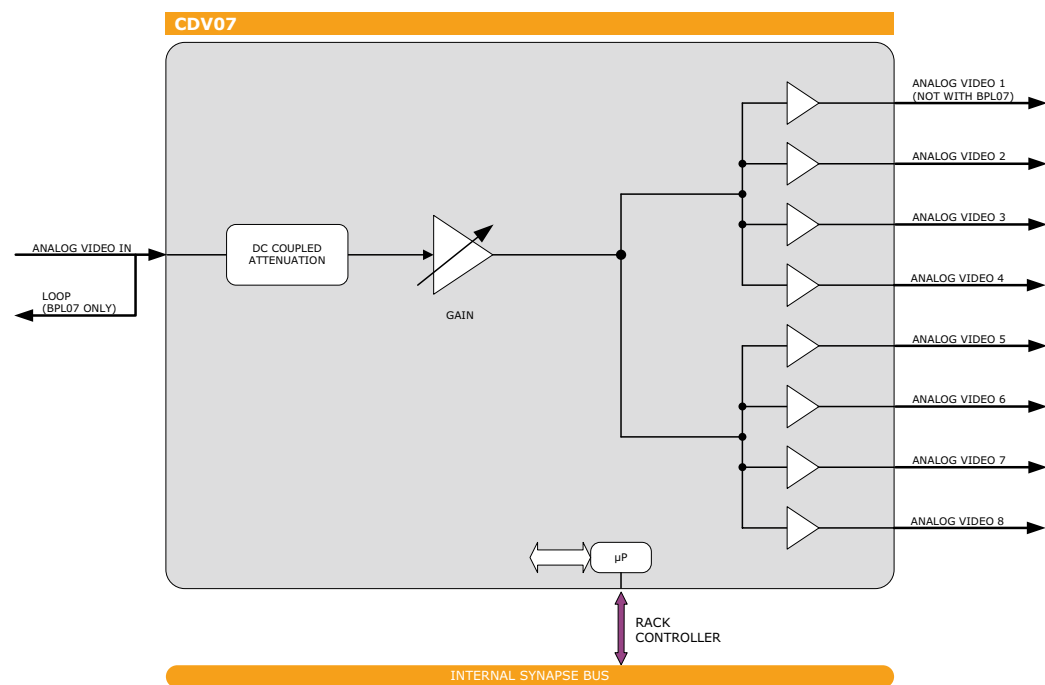 CDV07
ANALOG VIDEO IN
LOOP
(BPL07 ONLY)
DC COUPLED
ATTENUATION
GAIN
ANALOG VIDEO 1
(NOT WITH BPL07)
ANALOG VIDEO 2
ANALOG VIDEO 3
ANALOG VIDEO 4
ANALOG VIDEO 5
ANALOG VIDEO 6
ANALOG VIDEO 7
ANALOG VIDEO 8
µP
RACK
CONTROLLER
INTERNAL SYNAPSE BUS